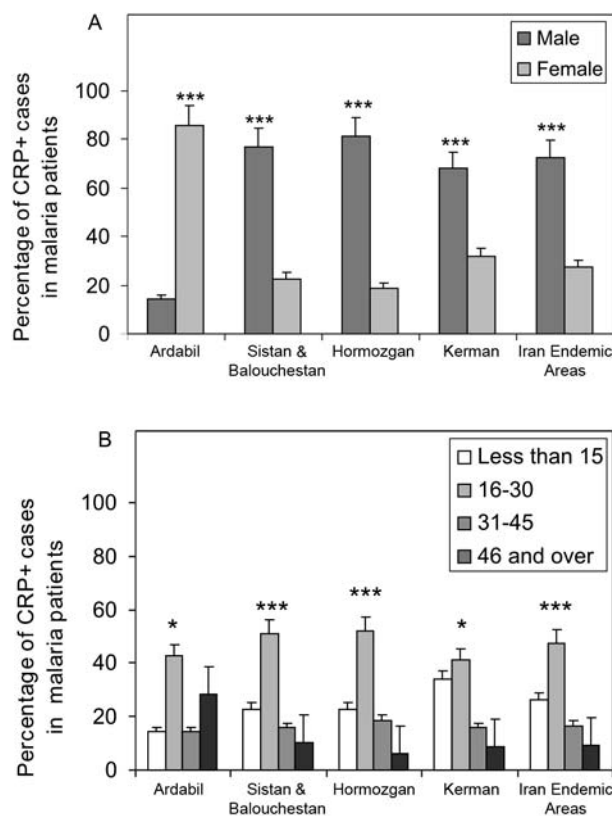 A
Male
Female
Percentage of CRP+ cases
in malaria patients
100
80
60
40
20
0
***
***
***
***
***
Ardabil
Sistan &
Balouchestan
Hormozgan
Kerman
Iran Endemic
Areas
B
Less than 15
16-30
31-45
46 and over
Percentage of CRP+ cases
in malaria patients
100
80
60
40
20
0
*
***
***
*
***
Ardabil
Sistan &
Balouchestan
Hormozgan
Kerman
Iran Endemic
Areas